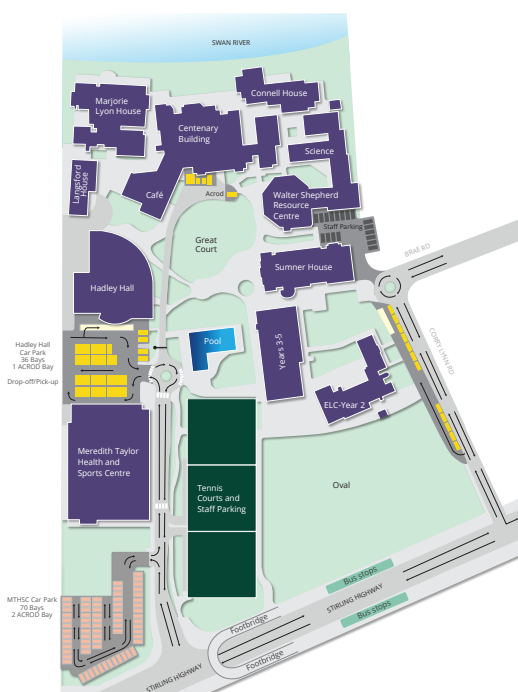 SWAN RIVER
Marjorie
Lyon House
Connell House
Centenary
Building
Science
Langsford
House
Café
Acrod
Walter Shepherd
Resource
Centre
Staff Parking
Great
Court
BRAE RD
Sumner House
Hadley Hall
Hadley Hall
Car Park
36 Bays
1 ACROD Bay
Drop-off/Pick-up
Pool
Years 3-5
COBY LYNN RD
ELC-Year 2
Meredith Taylor
Health and
Sports Centre
Tennis
Courts and
Staff Parking
Oval
MTHSC Car Park
70 Bays
2 ACROD Bay
Bus stops
STIRLING HIGHWAY
Bus stops
Footbridge
Footbridge
STIRLING HIGHWAY